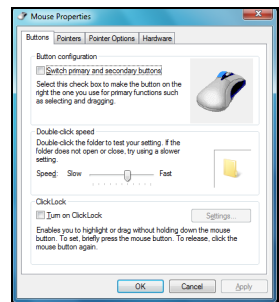 Mouse Properties
Buttons Pointers Pointer Options Hardware
Button configuration
Switch primary and secondary buttons
Select this check box to make the button on the
right the one you use for primary functions such
as selecting and dragging.
Double-click speed
Double-click the folder to test your setting. If the
folder does not open or close, try using a slower
setting.
Speed: Slow Fast
ClickLock
Turn on ClickLock Settings...
Enables you to highlight or drag without holding down the mouse
button. To set, briefly press the mouse button. To release, click the
mouse button again.
OK Cancel Apply